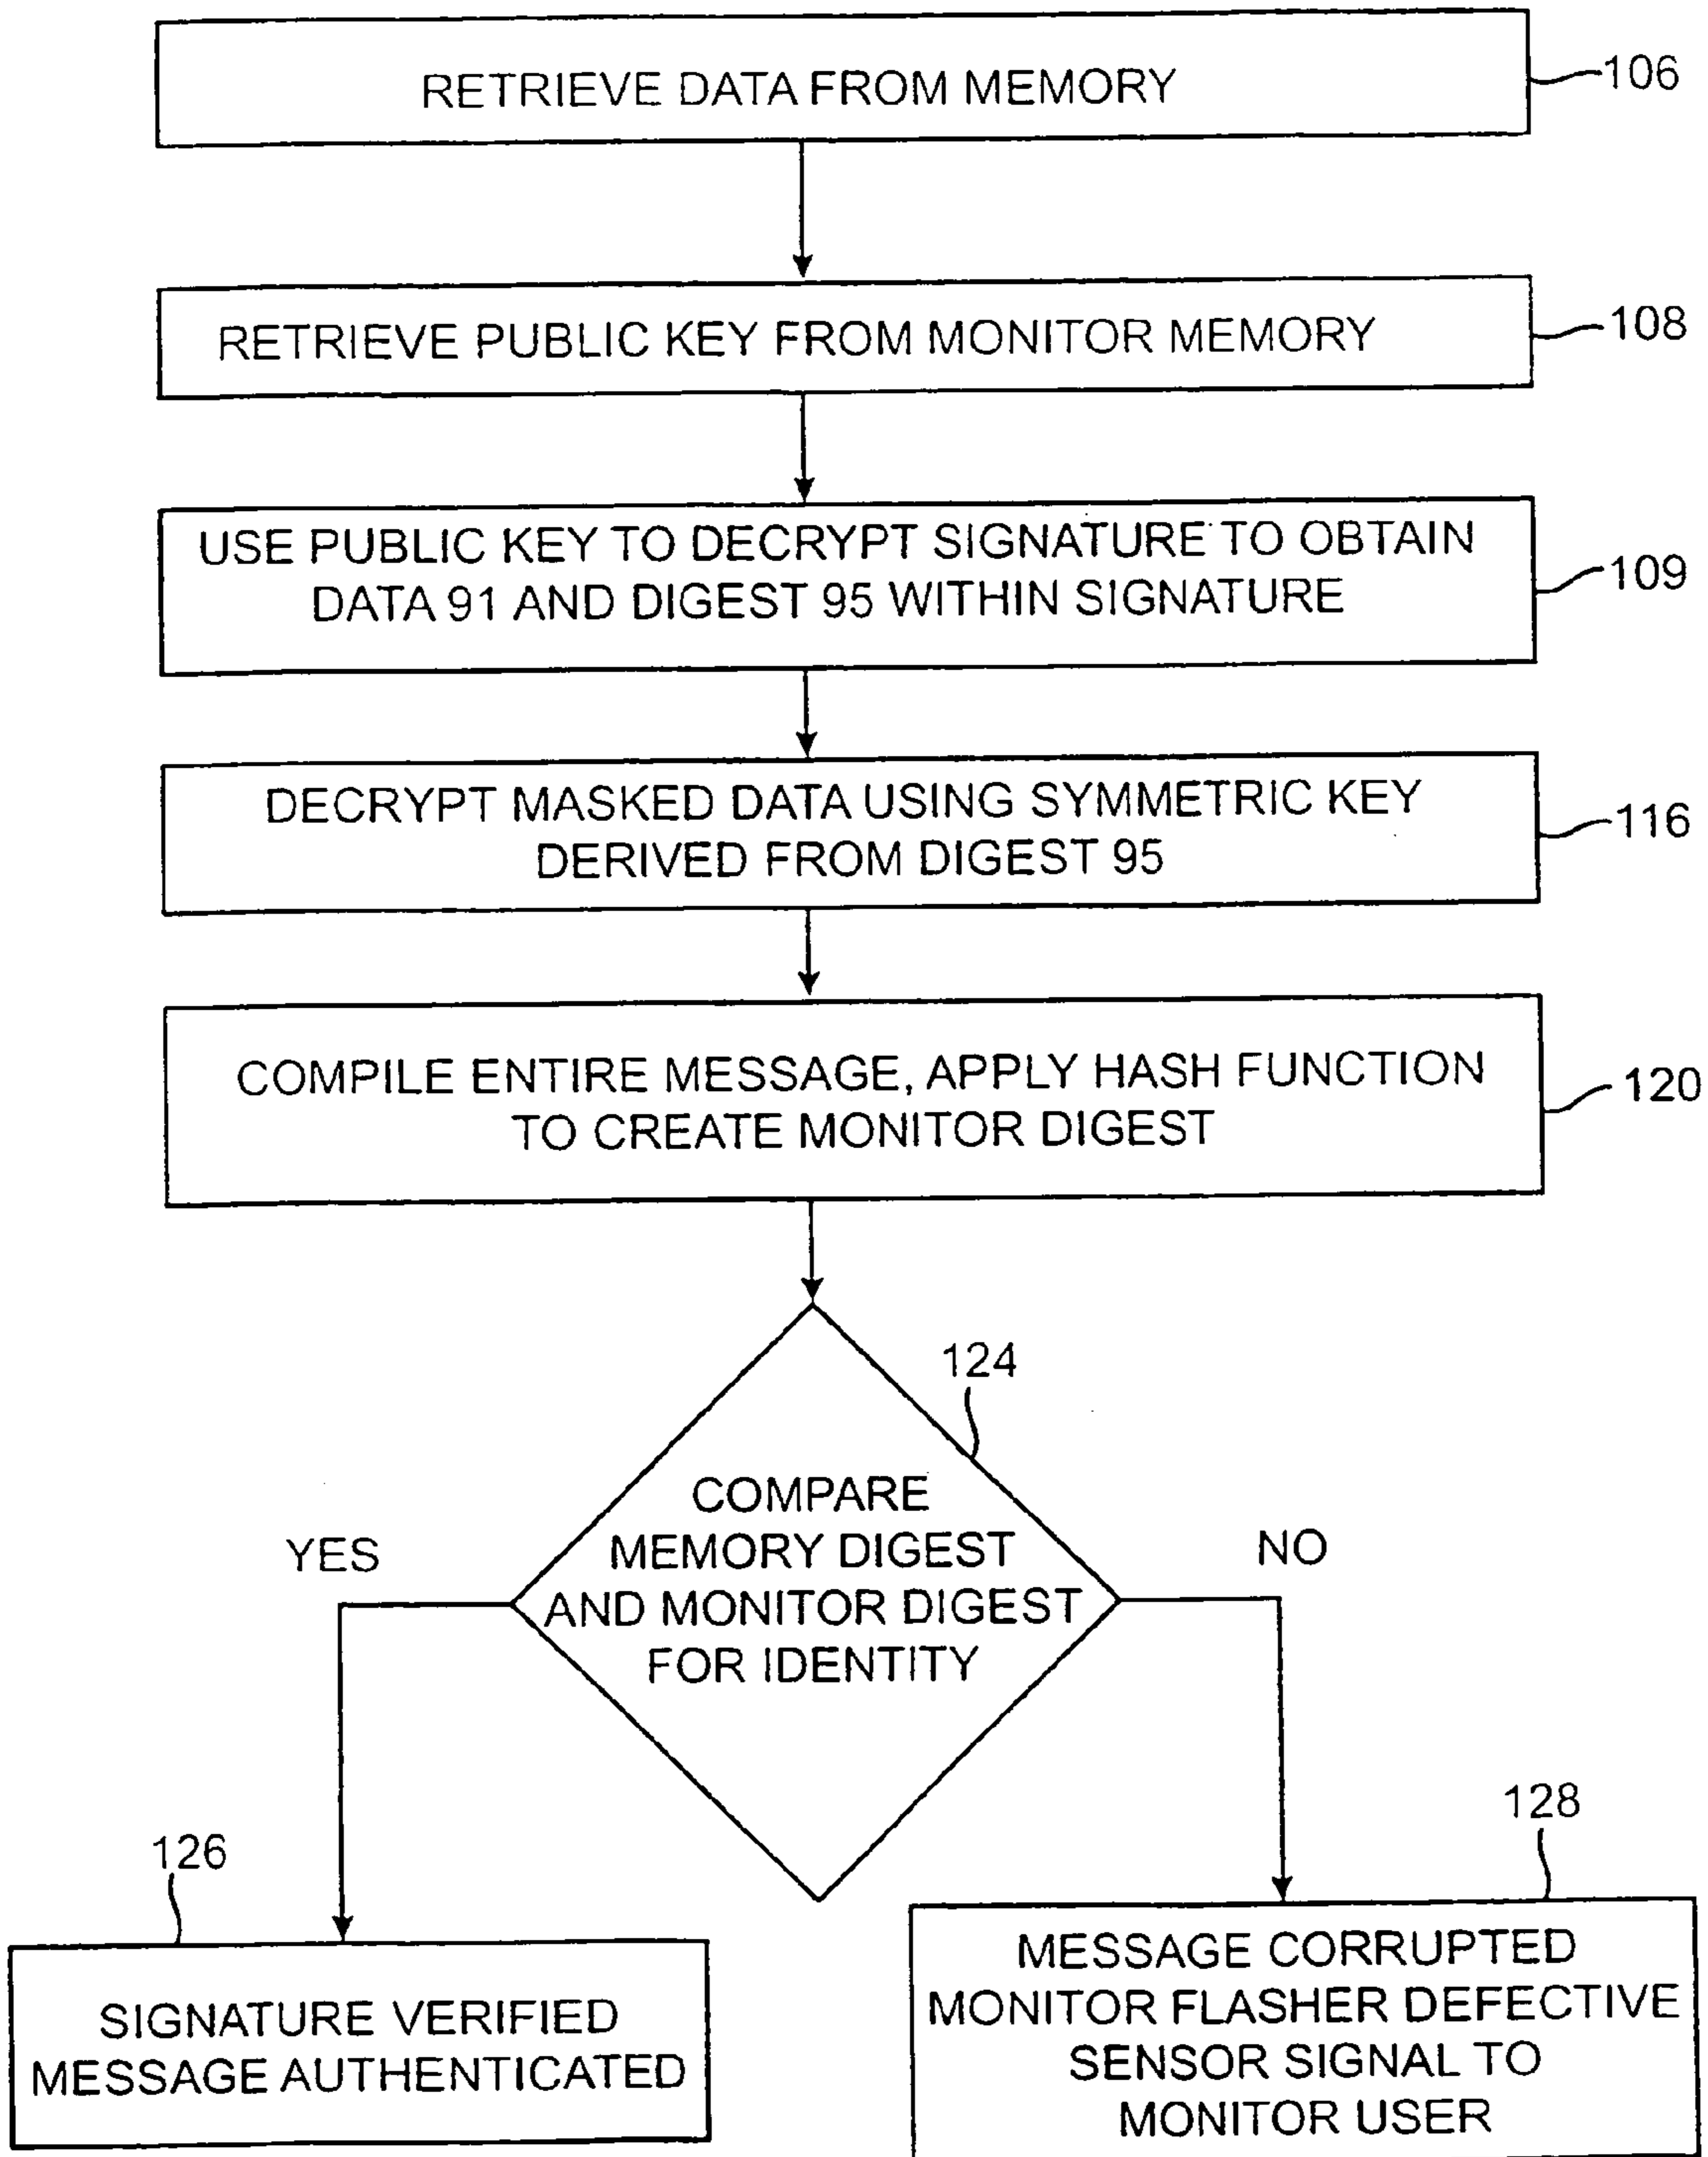 RETRIEVE DATA FROM MEMORY
106
RETRIEVE PUBLIC KEY FROM MONITOR MEMORY
108
USE PUBLIC KEY TO DECRYPT SIGNATURE TO OBTAIN
DATA 91 AND DIGEST 95 WITHIN SIGNATURE
109
DECRYPT MASKED DATA USING SYMMETRIC KEY
DERIVED FROM DIGEST 95
116
COMPILE ENTIRE MESSAGE, APPLY HASH FUNCTION
TO CREATE MONITOR DIGEST
120
124
COMPARE
MEMORY DIGEST
AND MONITOR DIGEST
FOR IDENTITY
YES
NO
126
SIGNATURE VERIFIED
MESSAGE AUTHENTICATED
128
MESSAGE CORRUPTED
MONITOR FLASHER DEFECTIVE
SENSOR SIGNAL TO
MONITOR USER